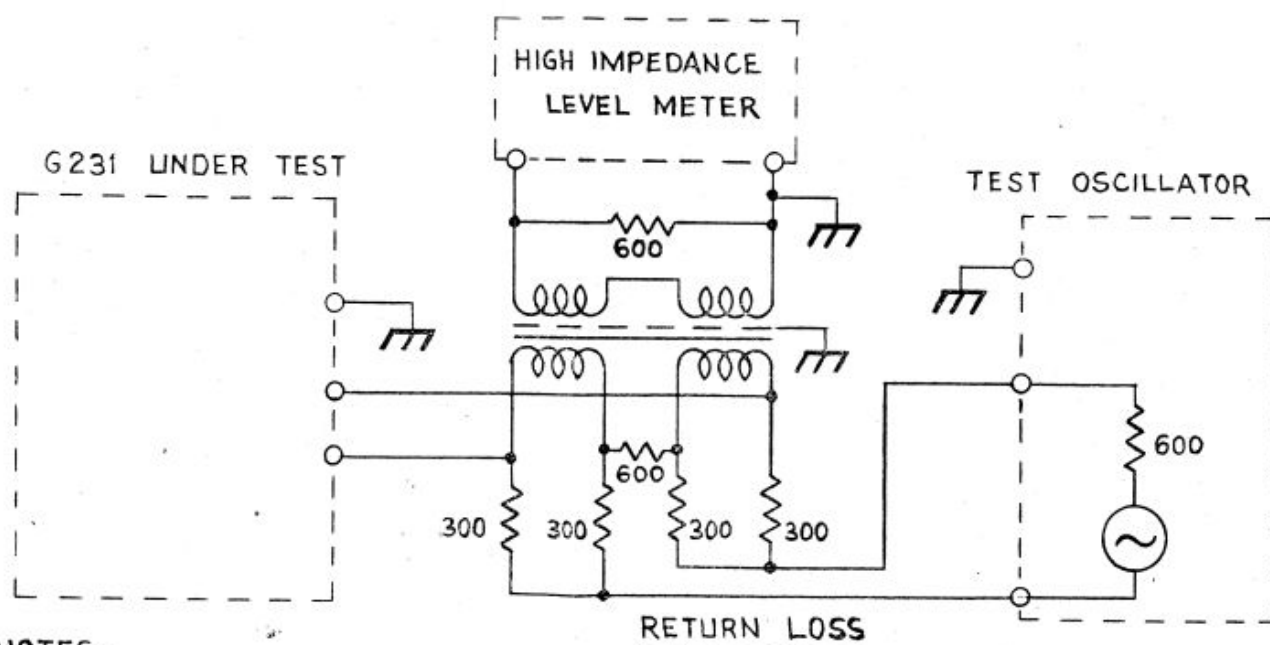 HIGH IMPEDANCE
LEVEL METER
G231 UNDER TEST
TEST OSCILLATOR
600
600
600
300
300
300
300
RETURN LOSS